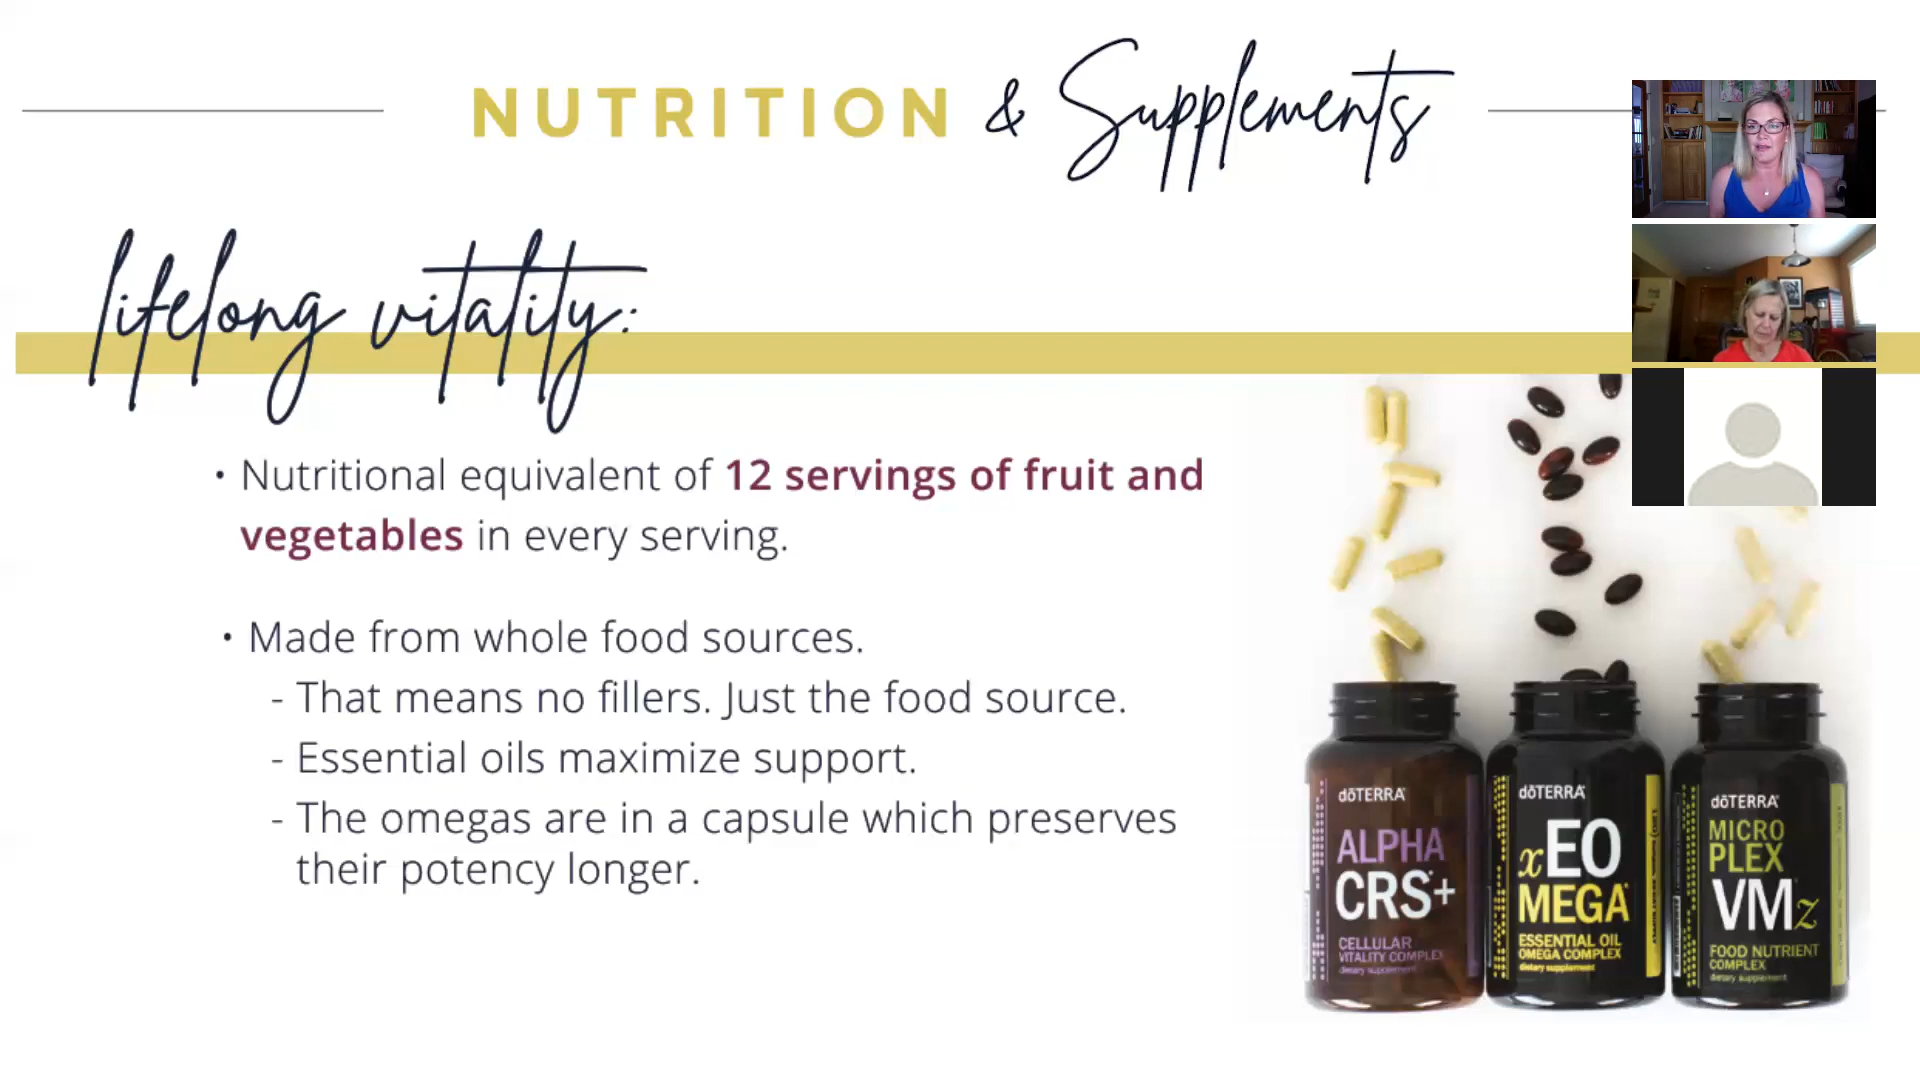 NUTRITION & Supplements
lifelong vitality:
• Nutritional equivalent of 12 servings of fruit and
vegetables in every serving.
• Made from whole food sources.
- That means no fillers. Just the food source.
- Essential oils maximize support.
- The omegas are in a capsule which preserves
their potency longer.
dōTERRA
ALPHA
CRS+
CELLULAR
VITALITY COMPLEX
dietary supplement
dōTERRA
xEO
MEGA
ESSENTIAL OIL
OMEGA COMPLEX
dietary supplement
dōTERRA
MICRO
PLEX
VMz
FOOD NUTRIENT
COMPLEX
dietary supplement